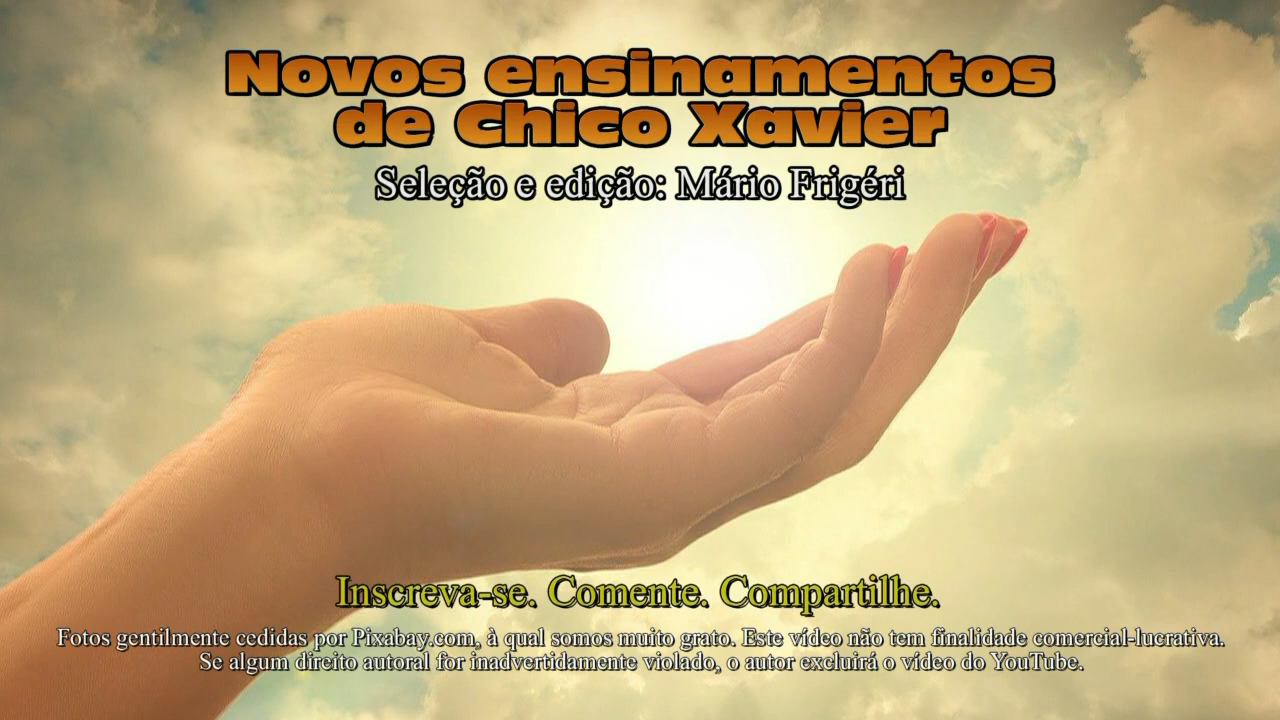 Novos ensinamentos
de Chico Xavier
Seleção e edição: Mário Frigéri
Inscreva-se. Comente. Compartilhe.
Fotos gentilmente cedidas por Pixabay.com, à qual somos muito grato. Este vídeo não tem finalidade comercial-lucrativa.
Se algum direito autoral for inadvertidamente violado, o autor excluirá o vídeo do YouTube.